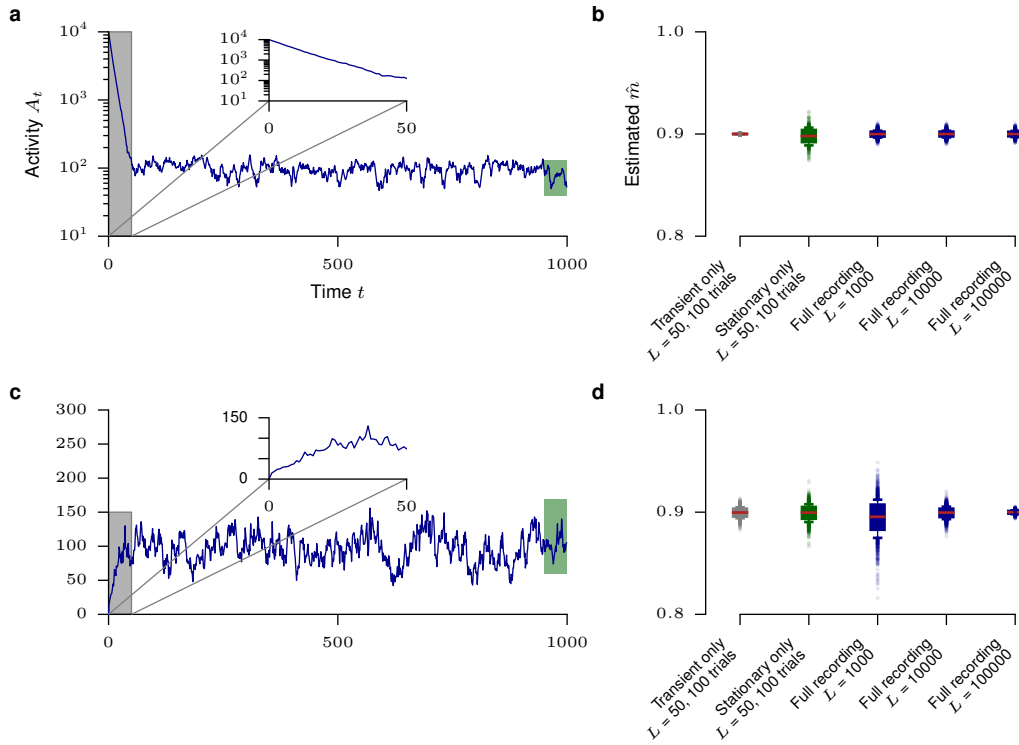 a
Activity A_t
10^4
10^3
10^2
10^1
10^4
10^3
10^2
10^1
0
50
0
500
1000
Time t
b
Estimated m̂
1.0
0.9
0.8
Transient only
L = 50, 100 trials
Stationary only
L = 50, 100 trials
Full recording
L = 1000
Full recording
L = 10000
Full recording
L = 100000
c
300
250
200
150
100
50
0
150
0
0
50
0
500
1000
d
1.0
0.9
0.8
Transient only
L = 50, 100 trials
Stationary only
L = 50, 100 trials
Full recording
L = 1000
Full recording
L = 10000
Full recording
L = 100000